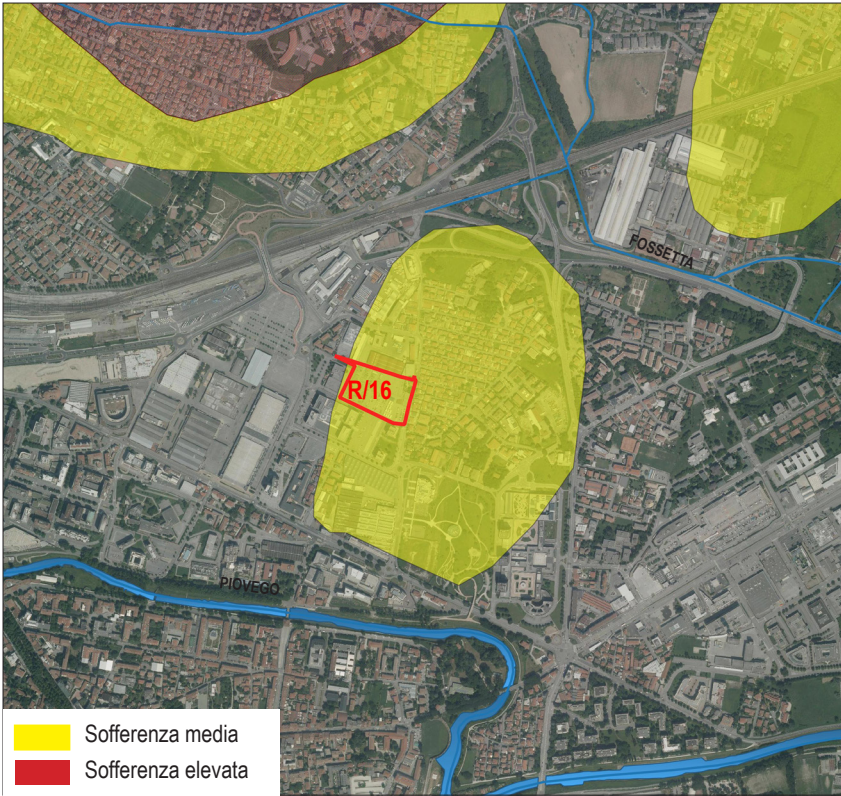 FOSSETTA
R/16
PIOVEGO
Sofferenza media
Sofferenza elevata